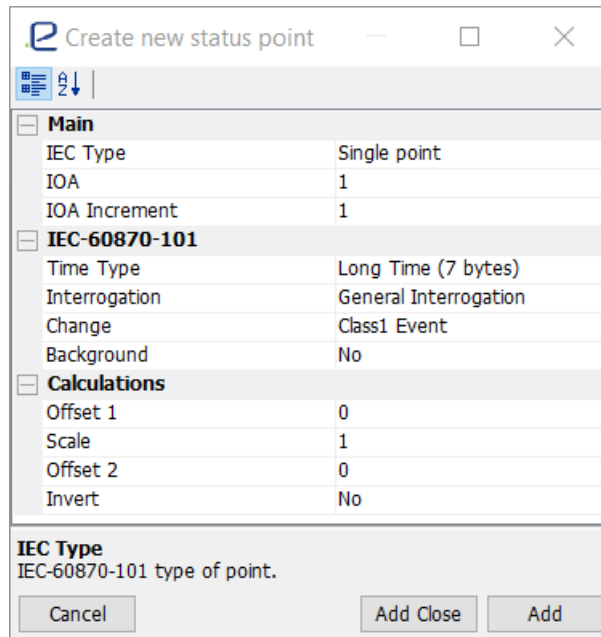 Create new status point
Main
IEC Type Single point
IOA 1
IOA Increment 1
IEC-60870-101
Time Type Long Time (7 bytes)
Interrogation General Interrogation
Change Class1 Event
Background No
Calculations
Offset 1 0
Scale 1
Offset 2 0
Invert No
IEC Type
IEC-60870-101 type of point.
Cancel Add Close Add